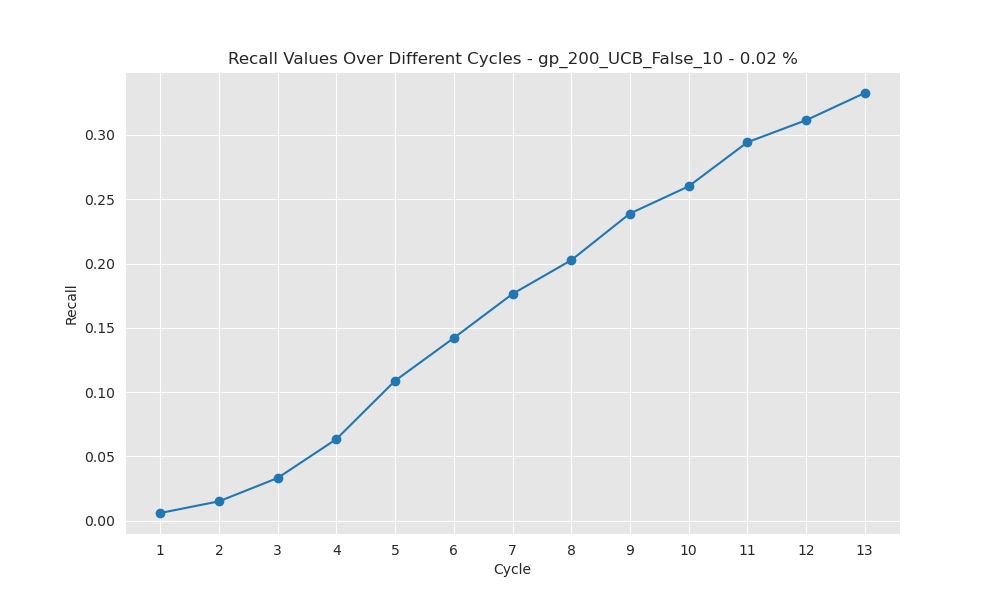 Recall Values Over Different Cycles - gp_200_UCB_False_10 - 0.02 %
0.30
0.25
0.20
0.15
0.10
0.05
0.00
Recall
1 2 3 4 5 6 7 8 9 10 11 12 13
Cycle